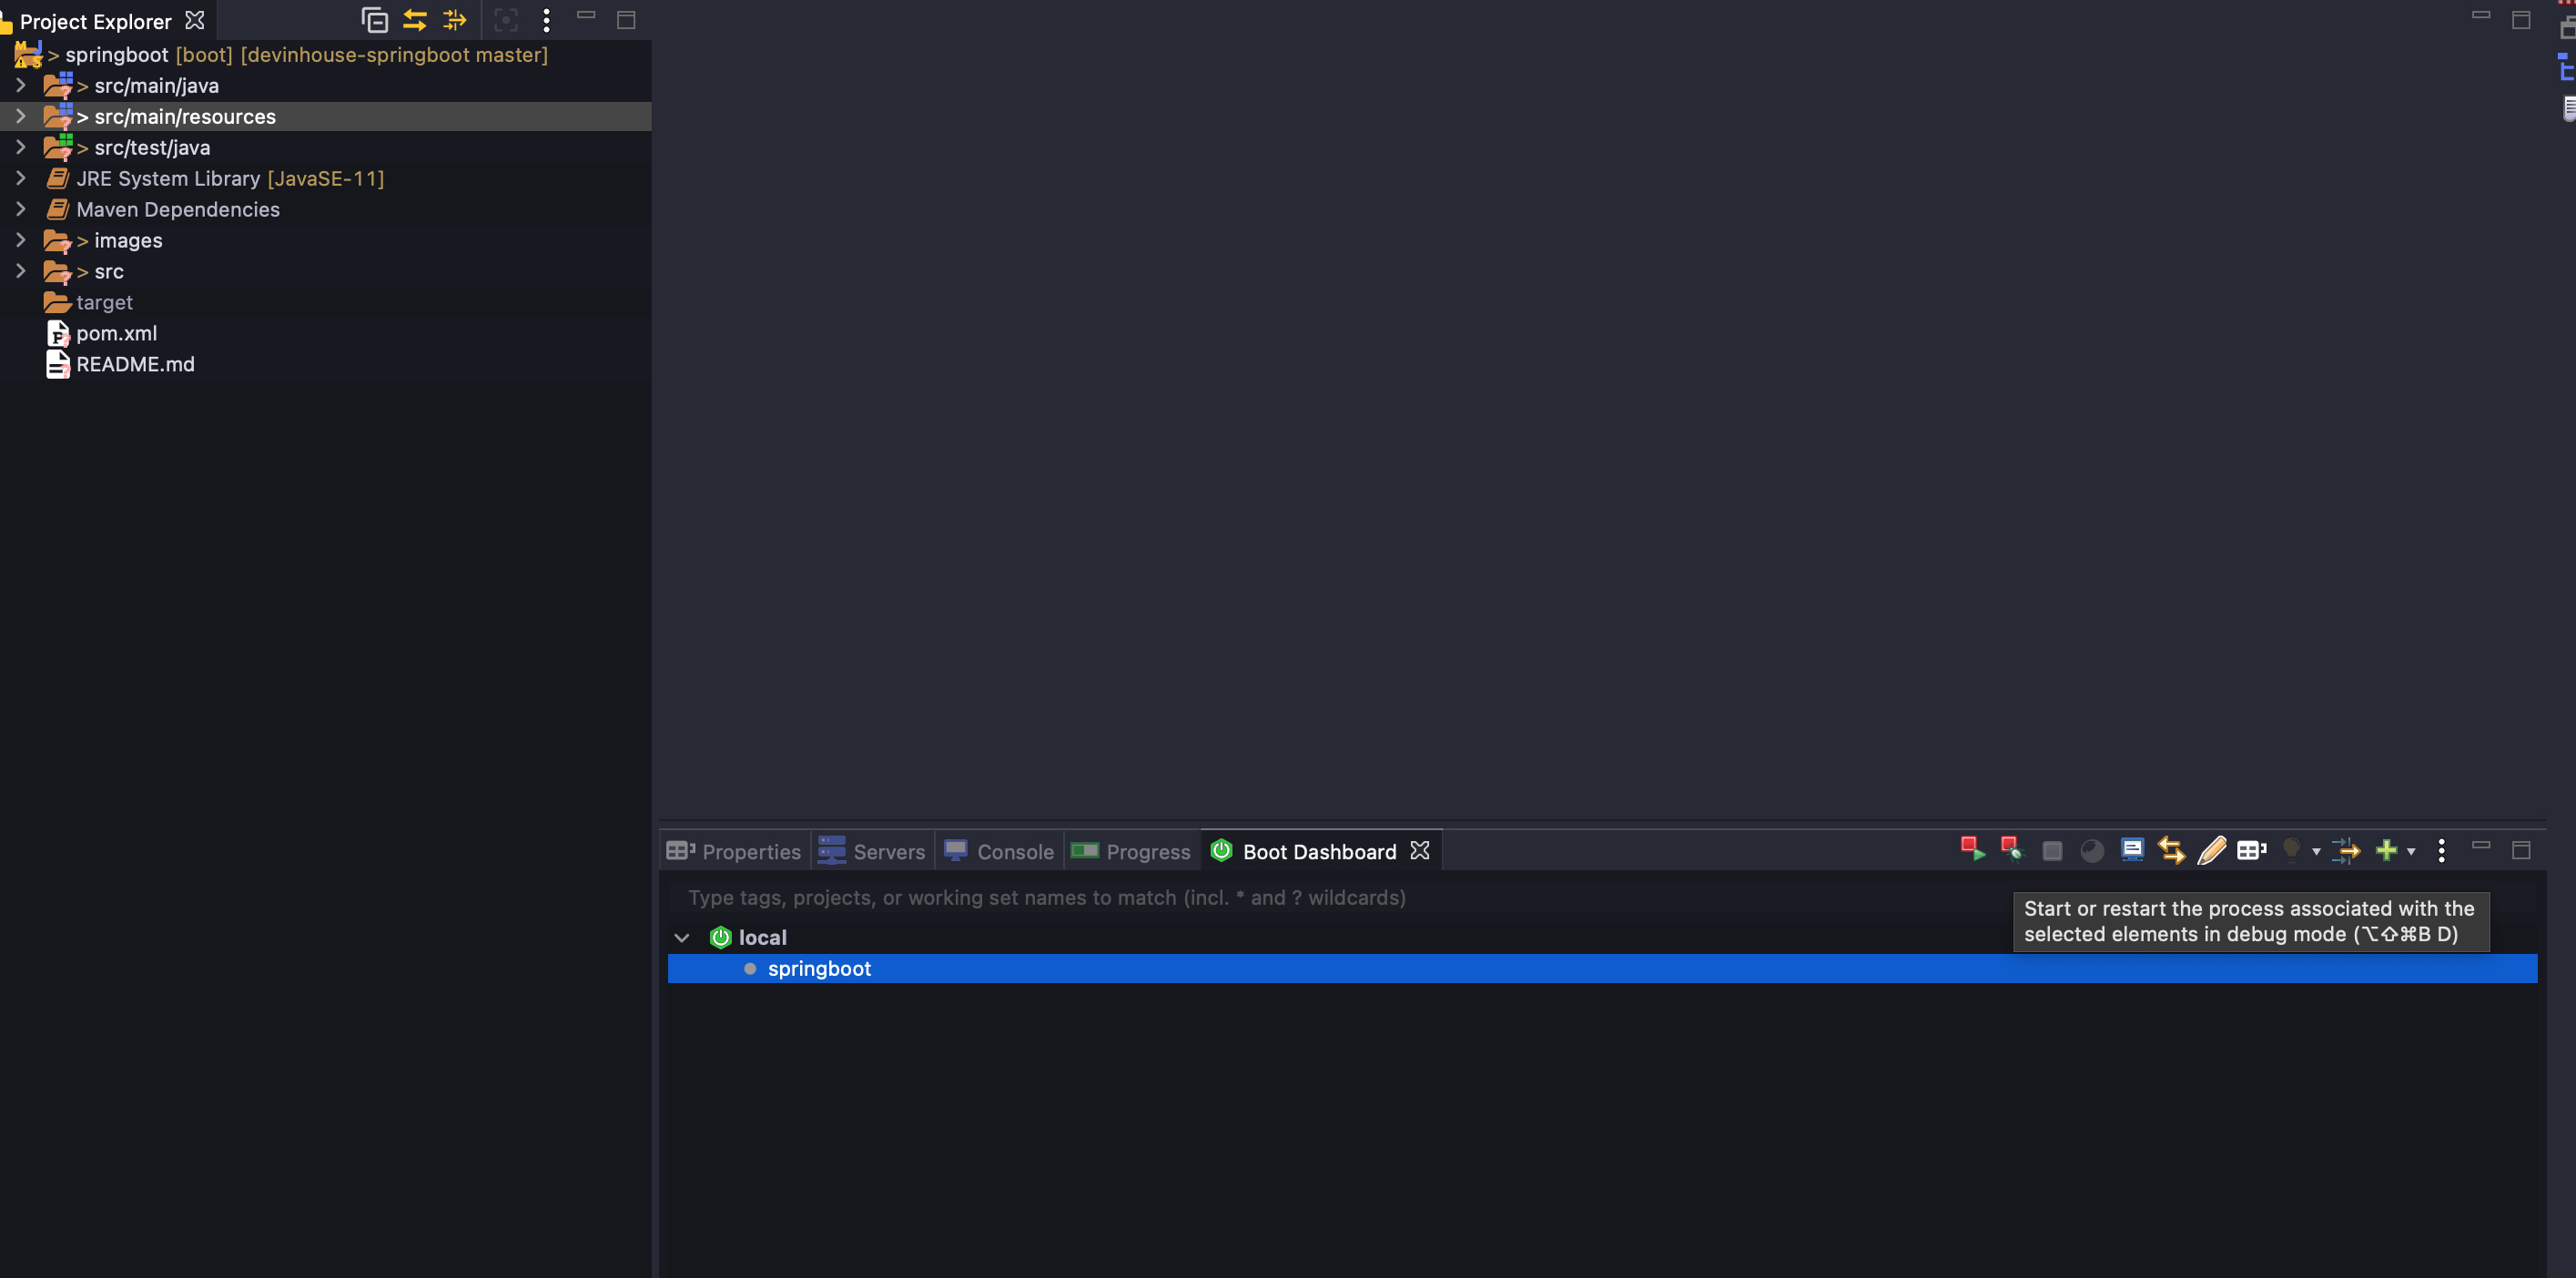 Project Explorer
> springboot [boot] [devinhouse-springboot master]
> src/main/java
> src/main/resources
> src/test/java
JRE System Library [JavaSE-11]
Maven Dependencies
> images
> src
target
pom.xml
README.md
Properties
Servers
Console
Progress
Boot Dashboard
Type tags, projects, or working set names to match (incl. * and ? wildcards)
Start or restart the process associated with the
selected elements in debug mode (⌥⇧⌘B D)
local
springboot